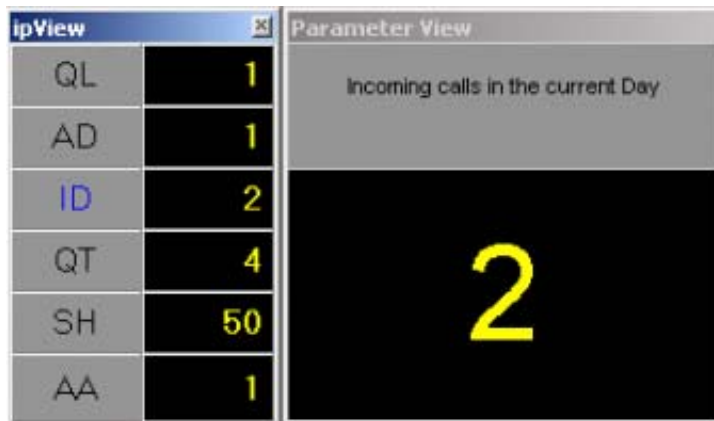 ipView
QL 1
AD 1
ID 2
QT 4
SH 50
AA 1
Parameter View
Incoming calls in the current Day
2